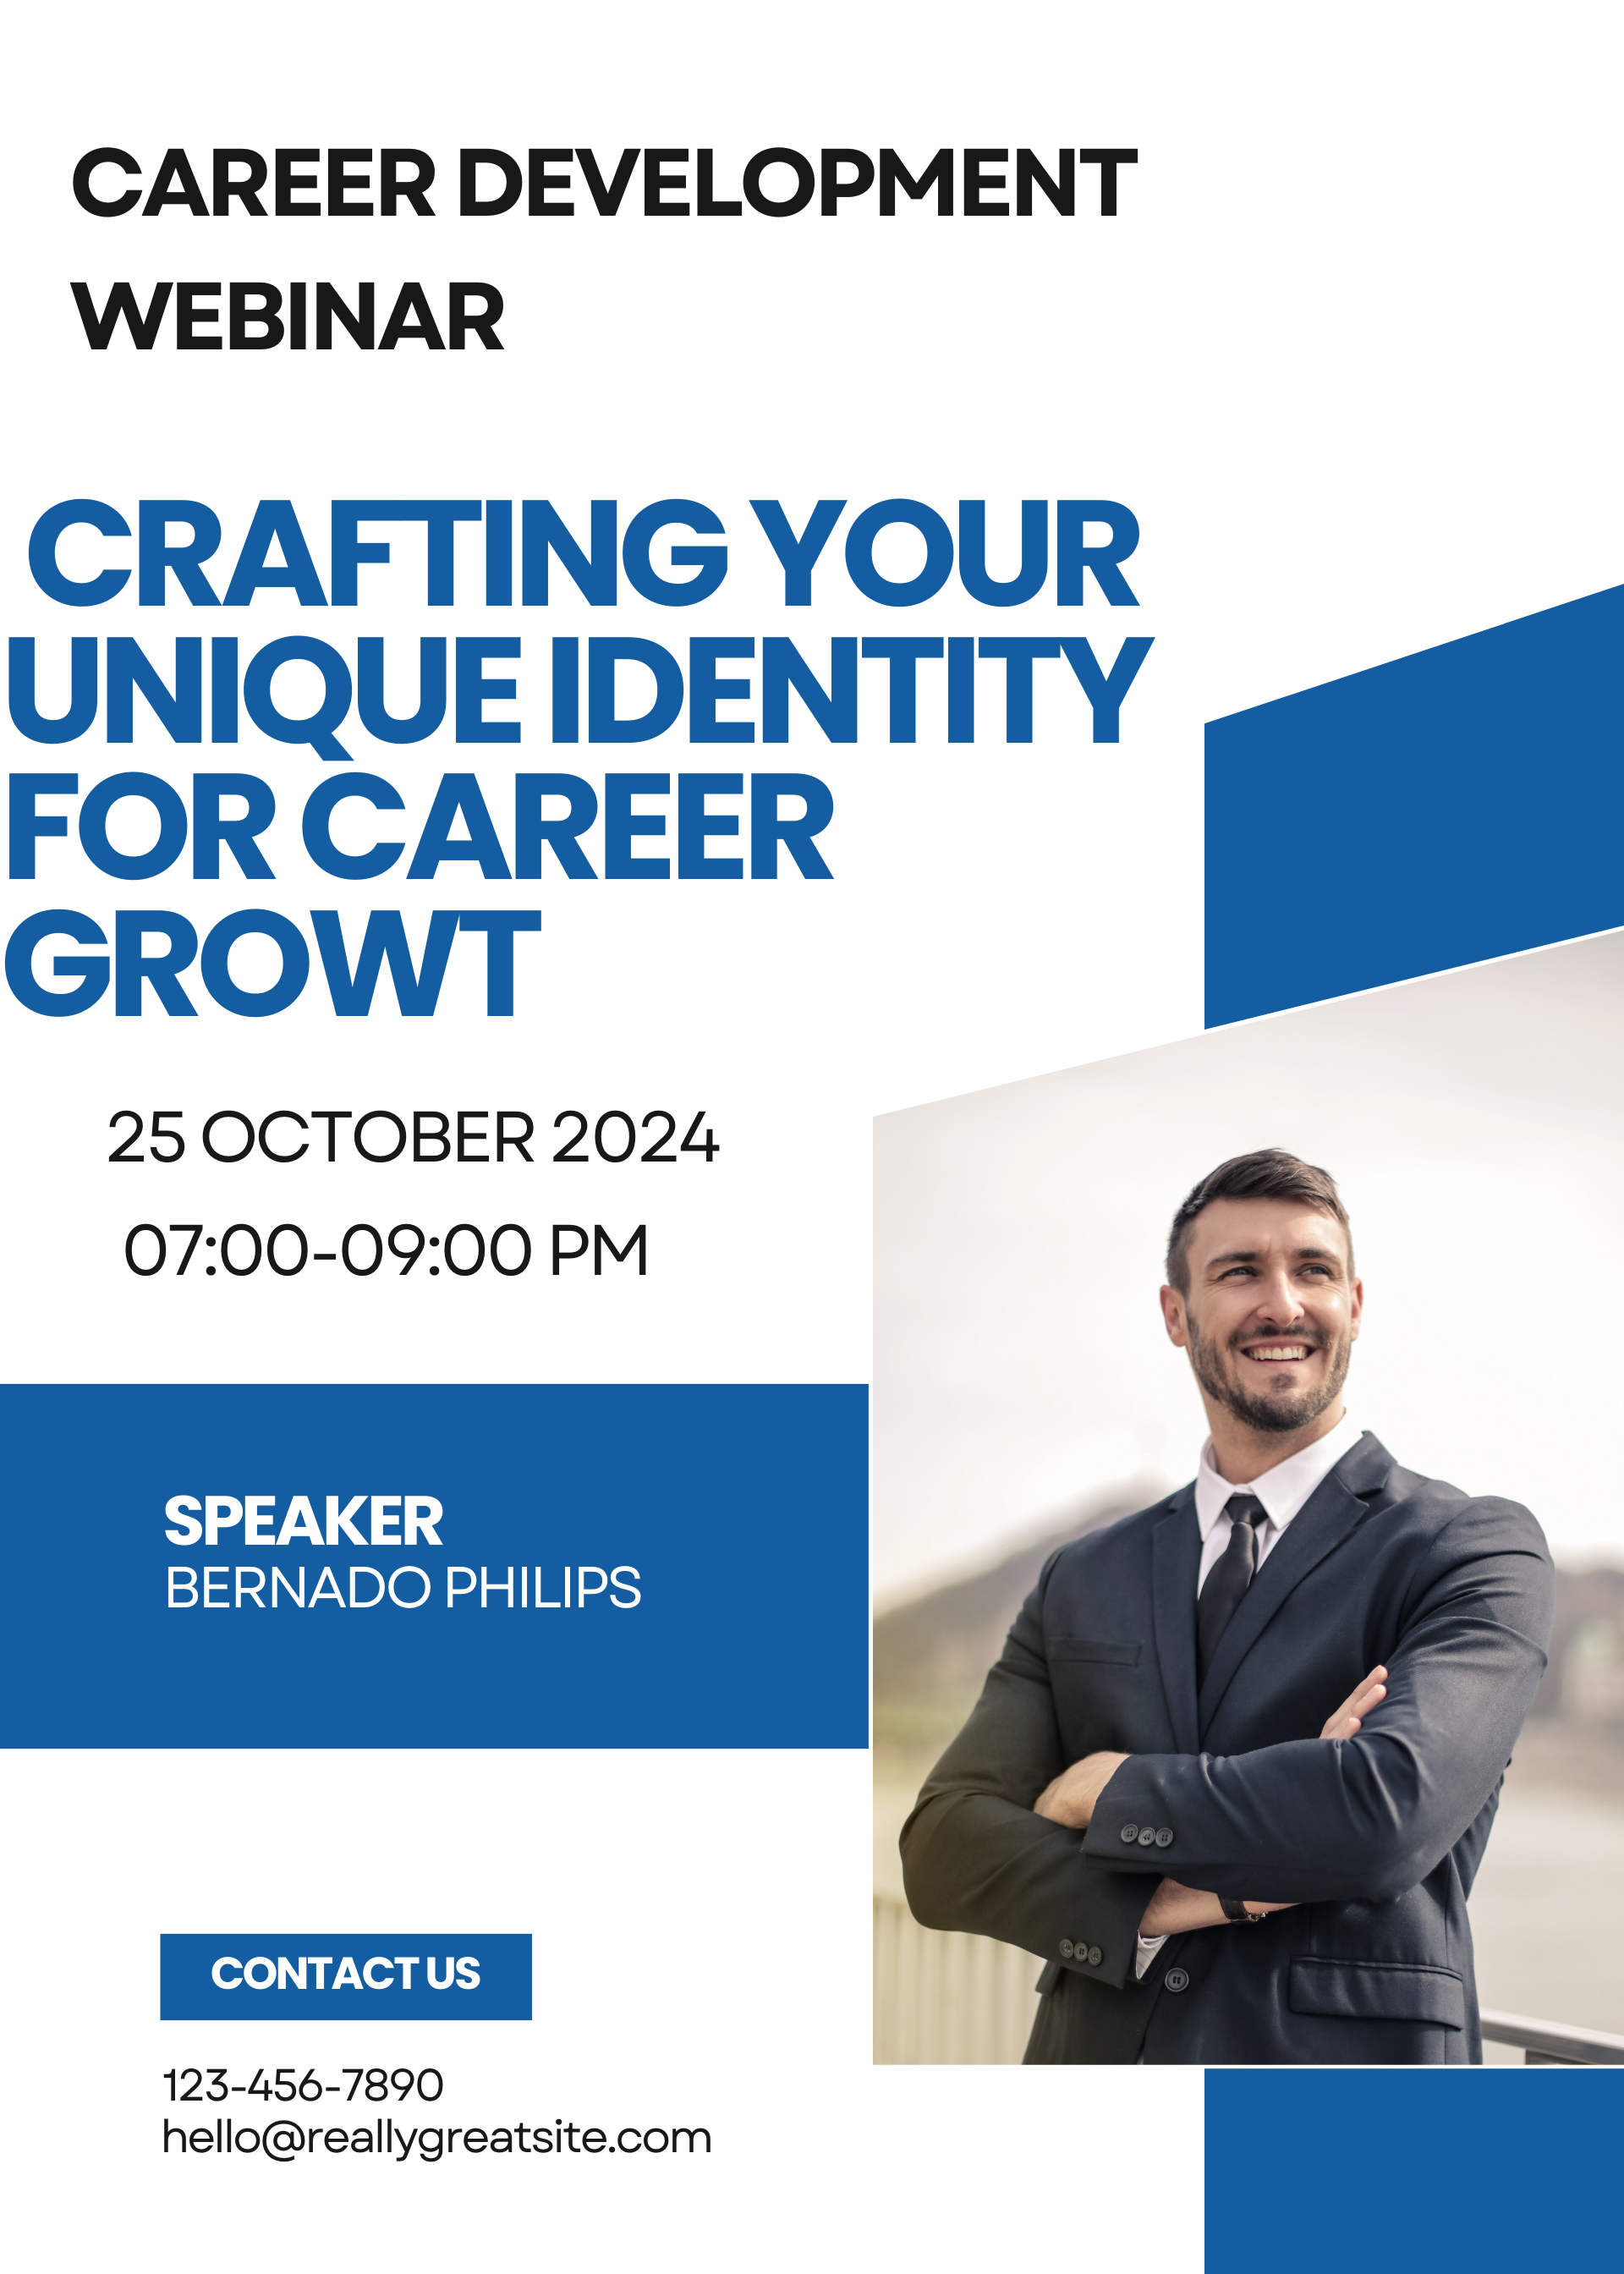 CAREER DEVELOPMENT
WEBINAR
CRAFTING YOUR
UNIQUE IDENTITY
FOR CAREER
GROWT
25 OCTOBER 2024
07:00-09:00 PM
SPEAKER
BERNADO PHILIPS
CONTACT US
123-456-7890
hello@reallygreatsite.com